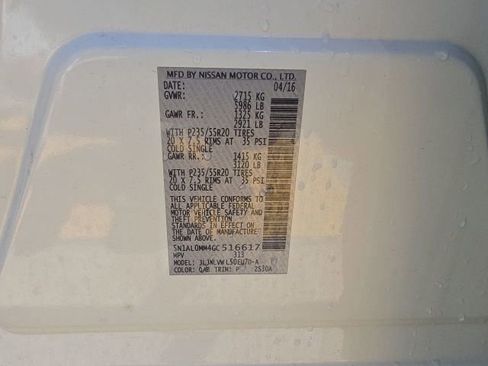 MFD BY NISSAN MOTOR CO., LTD.
DATE: 04/16
GVWR: 2715 KG
5986 LB
GAWR FR.: 1325 KG
2921 LB
WITH P235/55R20 TIRES
20 X 7.5 RIMS AT 35 PSI
COLD SINGLE
GAWR RR.: 1415 KG
3120 LB
WITH P235/55R20 TIRES
20 X 7.5 RIMS AT 35 PSI
COLD SINGLE
THIS VEHICLE CONFORMS TO
ALL APPLICABLE FEDERAL
MOTOR VEHICLE SAFETY AND
THEFT PREVENTION
STANDARDS IN EFFECT ON
THE DATE OF MANUFACTURE
SHOWN ABOVE.
5N1AL0MM4GC516617
MPV 313
MODEL:
COLOR: QAB TRIM: P